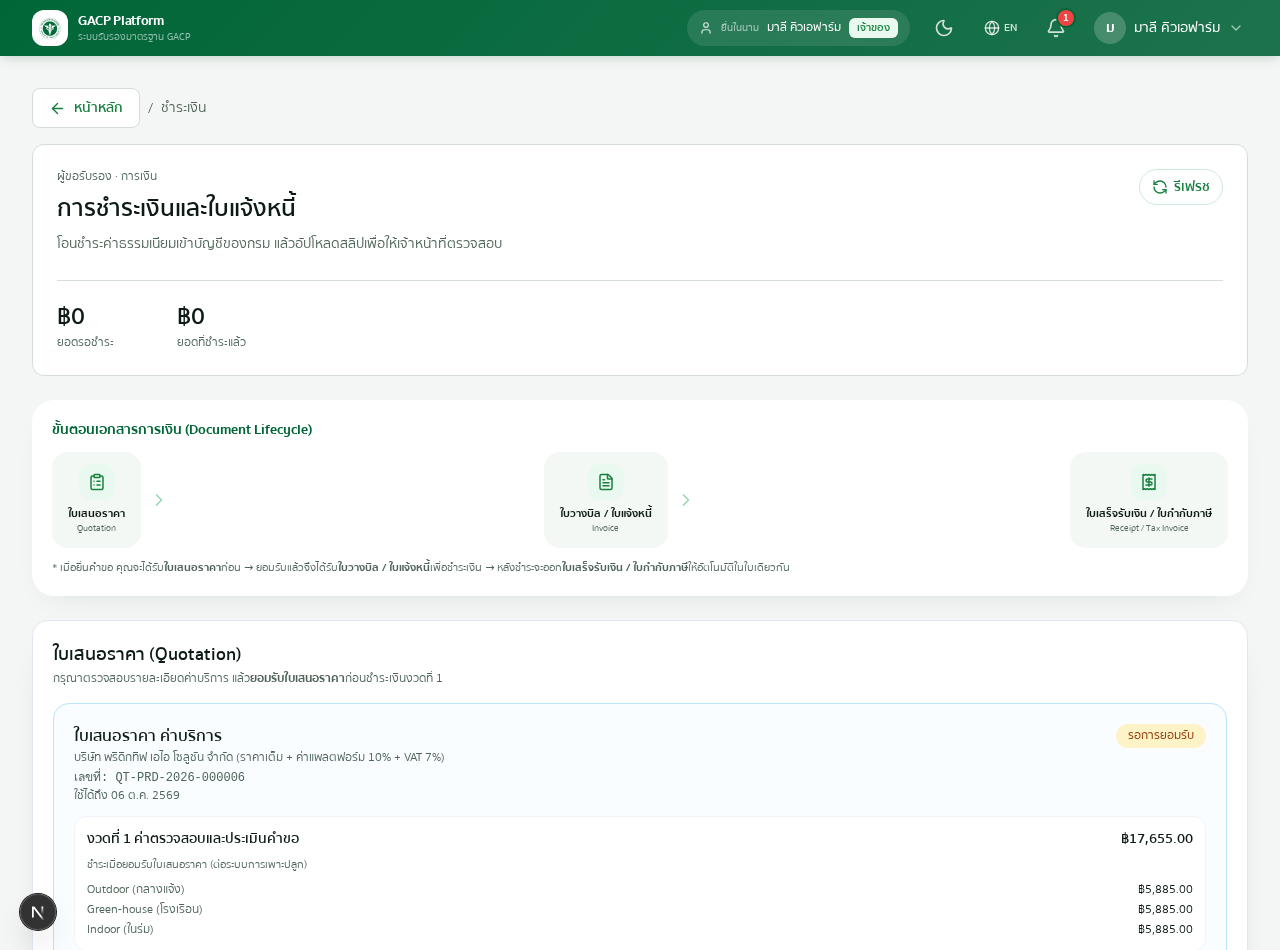 GACP Platform
ระบบรับรองมาตรฐาน GACP
ยื่นในนาม มาลี คิวเอฟาร์ม เจ้าของ
EN
1
ม มาลี คิวเอฟาร์ม
หน้าหลัก / ชำระเงิน
ผู้ขอรับรอง · การเงิน
การชำระเงินและใบแจ้งหนี้
รีเฟรช
โอนชำระค่าธรรมเนียมเข้าบัญชีของกรม แล้วอัปโหลดสลิปเพื่อให้เจ้าหน้าที่ตรวจสอบ
฿0 ฿0
ยอดรอชำระ ยอดที่ชำระแล้ว
ขั้นตอนเอกสารการเงิน (Document Lifecycle)
ใบเสนอราคา
Quotation
ใบวางบิล / ใบแจ้งหนี้
Invoice
ใบเสร็จรับเงิน / ใบกำกับภาษี
Receipt / Tax Invoice
* เมื่อยื่นคำขอ คุณจะได้รับใบเสนอราคาก่อน → ยอมรับแล้วจึงได้รับใบวางบิล / ใบแจ้งหนี้เพื่อชำระเงิน → หลังชำระจะออกใบเสร็จรับเงิน / ใบกำกับภาษีให้อัตโนมัติในใบเดียวกัน
ใบเสนอราคา (Quotation)
กรุณาตรวจสอบรายละเอียดค่าบริการ แล้วยอมรับใบเสนอราคาก่อนชำระเงินงวดที่ 1
ใบเสนอราคา ค่าบริการ
รอการยอมรับ
บริษัท พรีดิกทิฟ เอไอ โซลูชัน จำกัด (ราคาเต็ม + ค่าแพลตฟอร์ม 10% + VAT 7%)
เลขที่: QT-PRD-2026-000006
ใช้ได้ถึง 06 ต.ค. 2569
งวดที่ 1 ค่าตรวจสอบและประเมินคำขอ ฿17,655.00
ชำระเมื่อยอมรับใบเสนอราคา (ต่อระบบการเพาะปลูก)
Outdoor (กลางแจ้ง) ฿5,885.00
Green-house (โรงเรือน) ฿5,885.00
Indoor (ในร่ม) ฿5,885.00
N